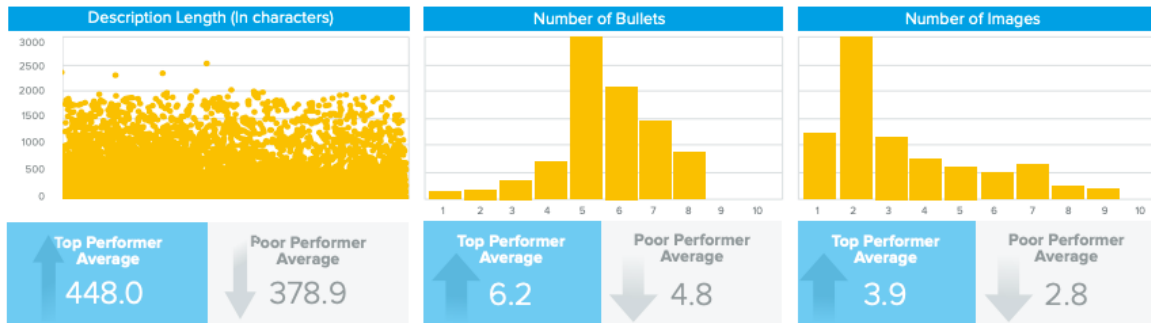 Description Length (In characters)
3000
2500
2000
1500
1000
500
0
Top Performer
Average
448.0
Poor Performer
Average
378.9
Number of Bullets
1 2 3 4 5 6 7 8 9 10
Top Performer
Average
6.2
Poor Performer
Average
4.8
Number of Images
1 2 3 4 5 6 7 8 9 10
Top Performer
Average
3.9
Poor Performer
Average
2.8